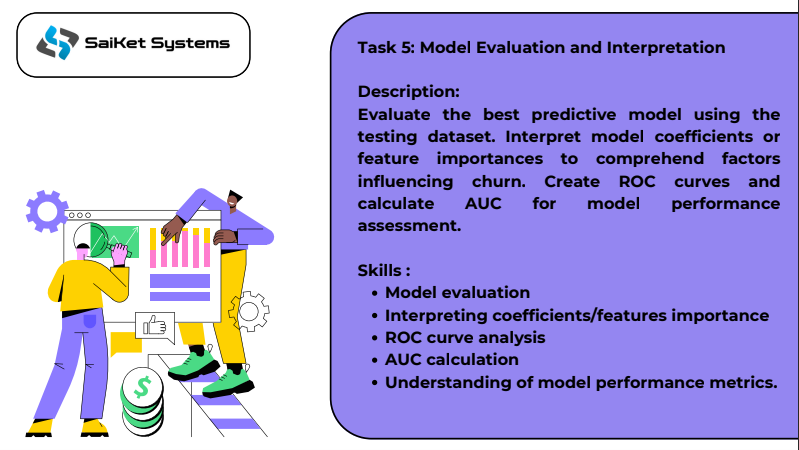 SaiKet Systems
Task 5: Model Evaluation and Interpretation
Description:
Evaluate the best predictive model using the
testing dataset. Interpret model coefficients or
feature importances to comprehend factors
influencing churn. Create ROC curves and
calculate AUC for model performance
assessment.
Skills :
• Model evaluation
• Interpreting coefficients/features importance
• ROC curve analysis
• AUC calculation
• Understanding of model performance metrics.
$